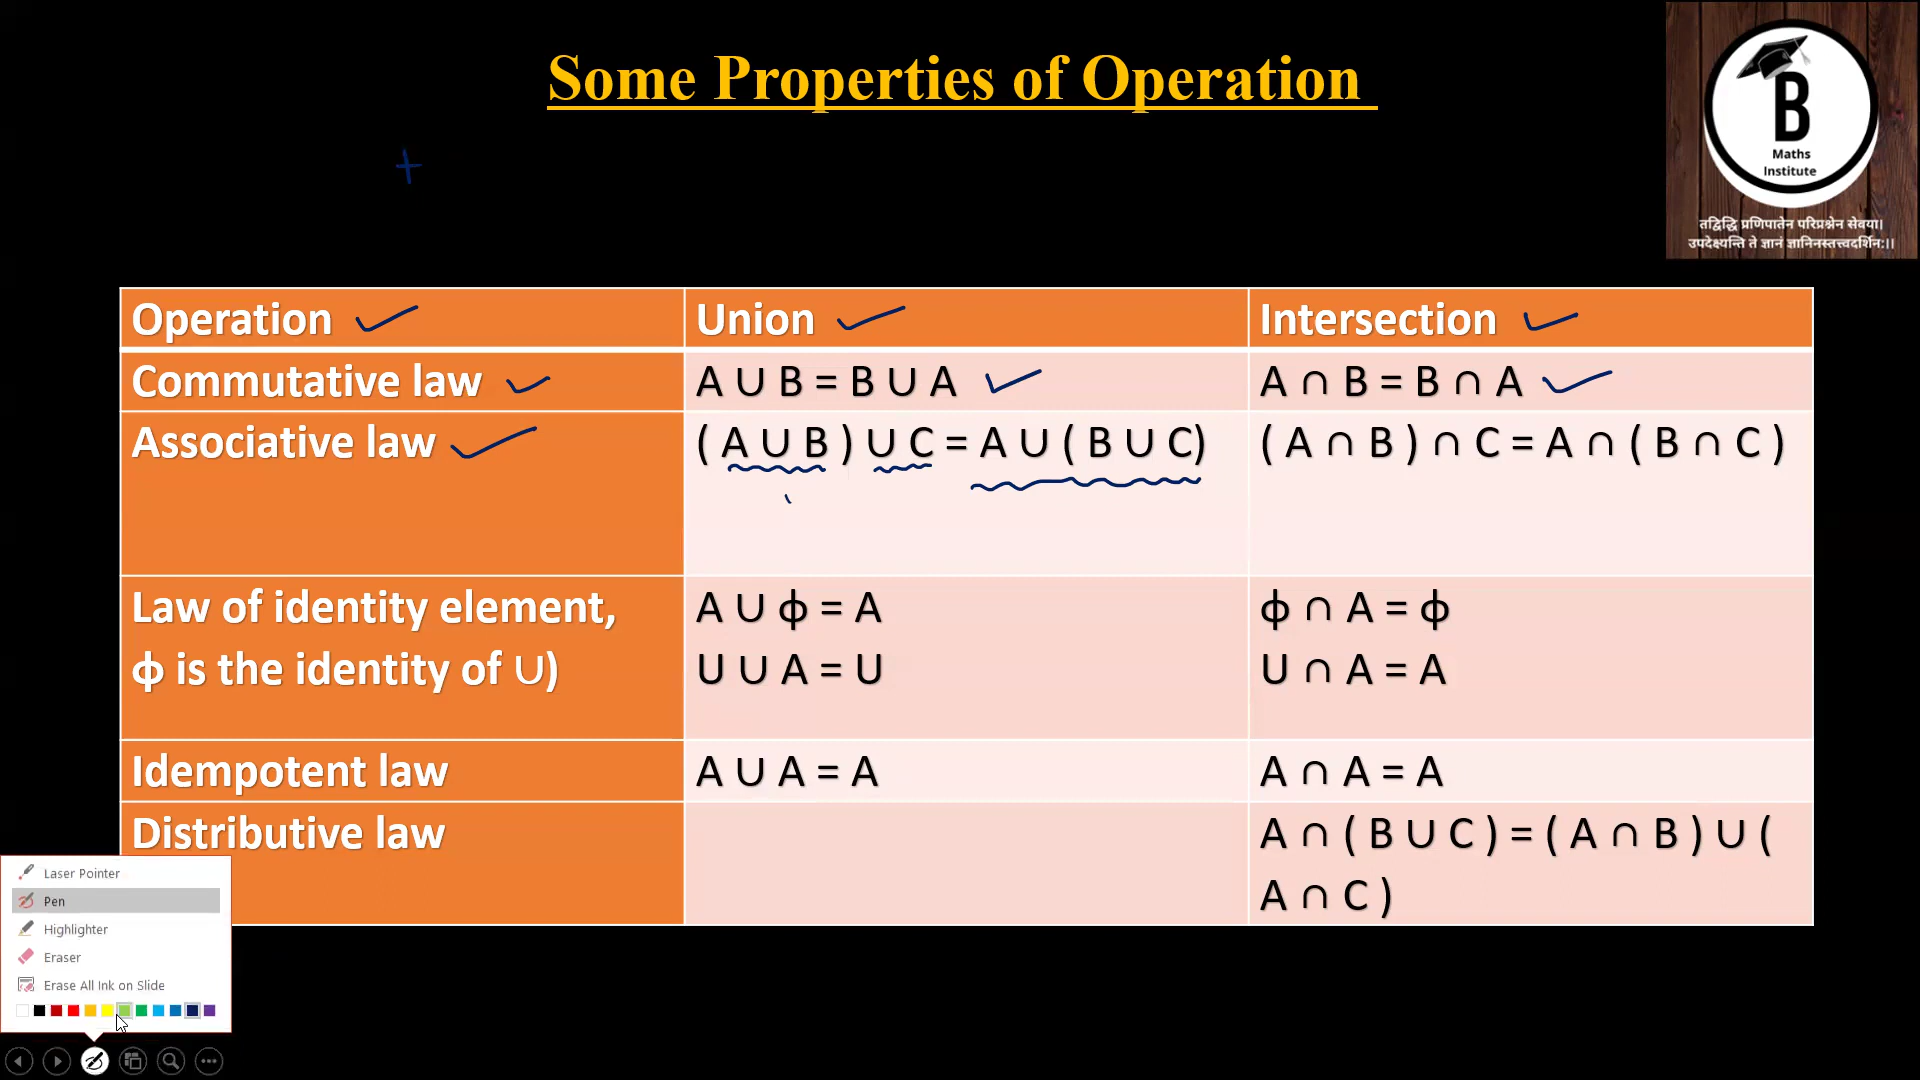 Some Properties of Operation
B
Maths
Institute
तद्विद्धि प्रणिपातेन परिप्रश्नेन सेवया।
उपदेक्ष्यन्ति ते ज्ञानं ज्ञानिनस्तत्त्वदर्शिन:।।
+
Operation
Union
Intersection
Commutative law
A ∪ B = B ∪ A
A ∩ B = B ∩ A
Associative law
( A ∪ B ) ∪ C = A ∪ ( B ∪ C)
( A ∩ B ) ∩ C = A ∩ ( B ∩ C )
Law of identity element,
ϕ is the identity of ∪)
A ∪ ϕ = A
U ∪ A = U
ϕ ∩ A = ϕ
U ∩ A = A
Idempotent law
A ∪ A = A
A ∩ A = A
Distributive law
A ∩ ( B ∪ C ) = ( A ∩ B ) ∪ (
A ∩ C )
Laser Pointer
Pen
Highlighter
Eraser
Erase All Ink on Slide